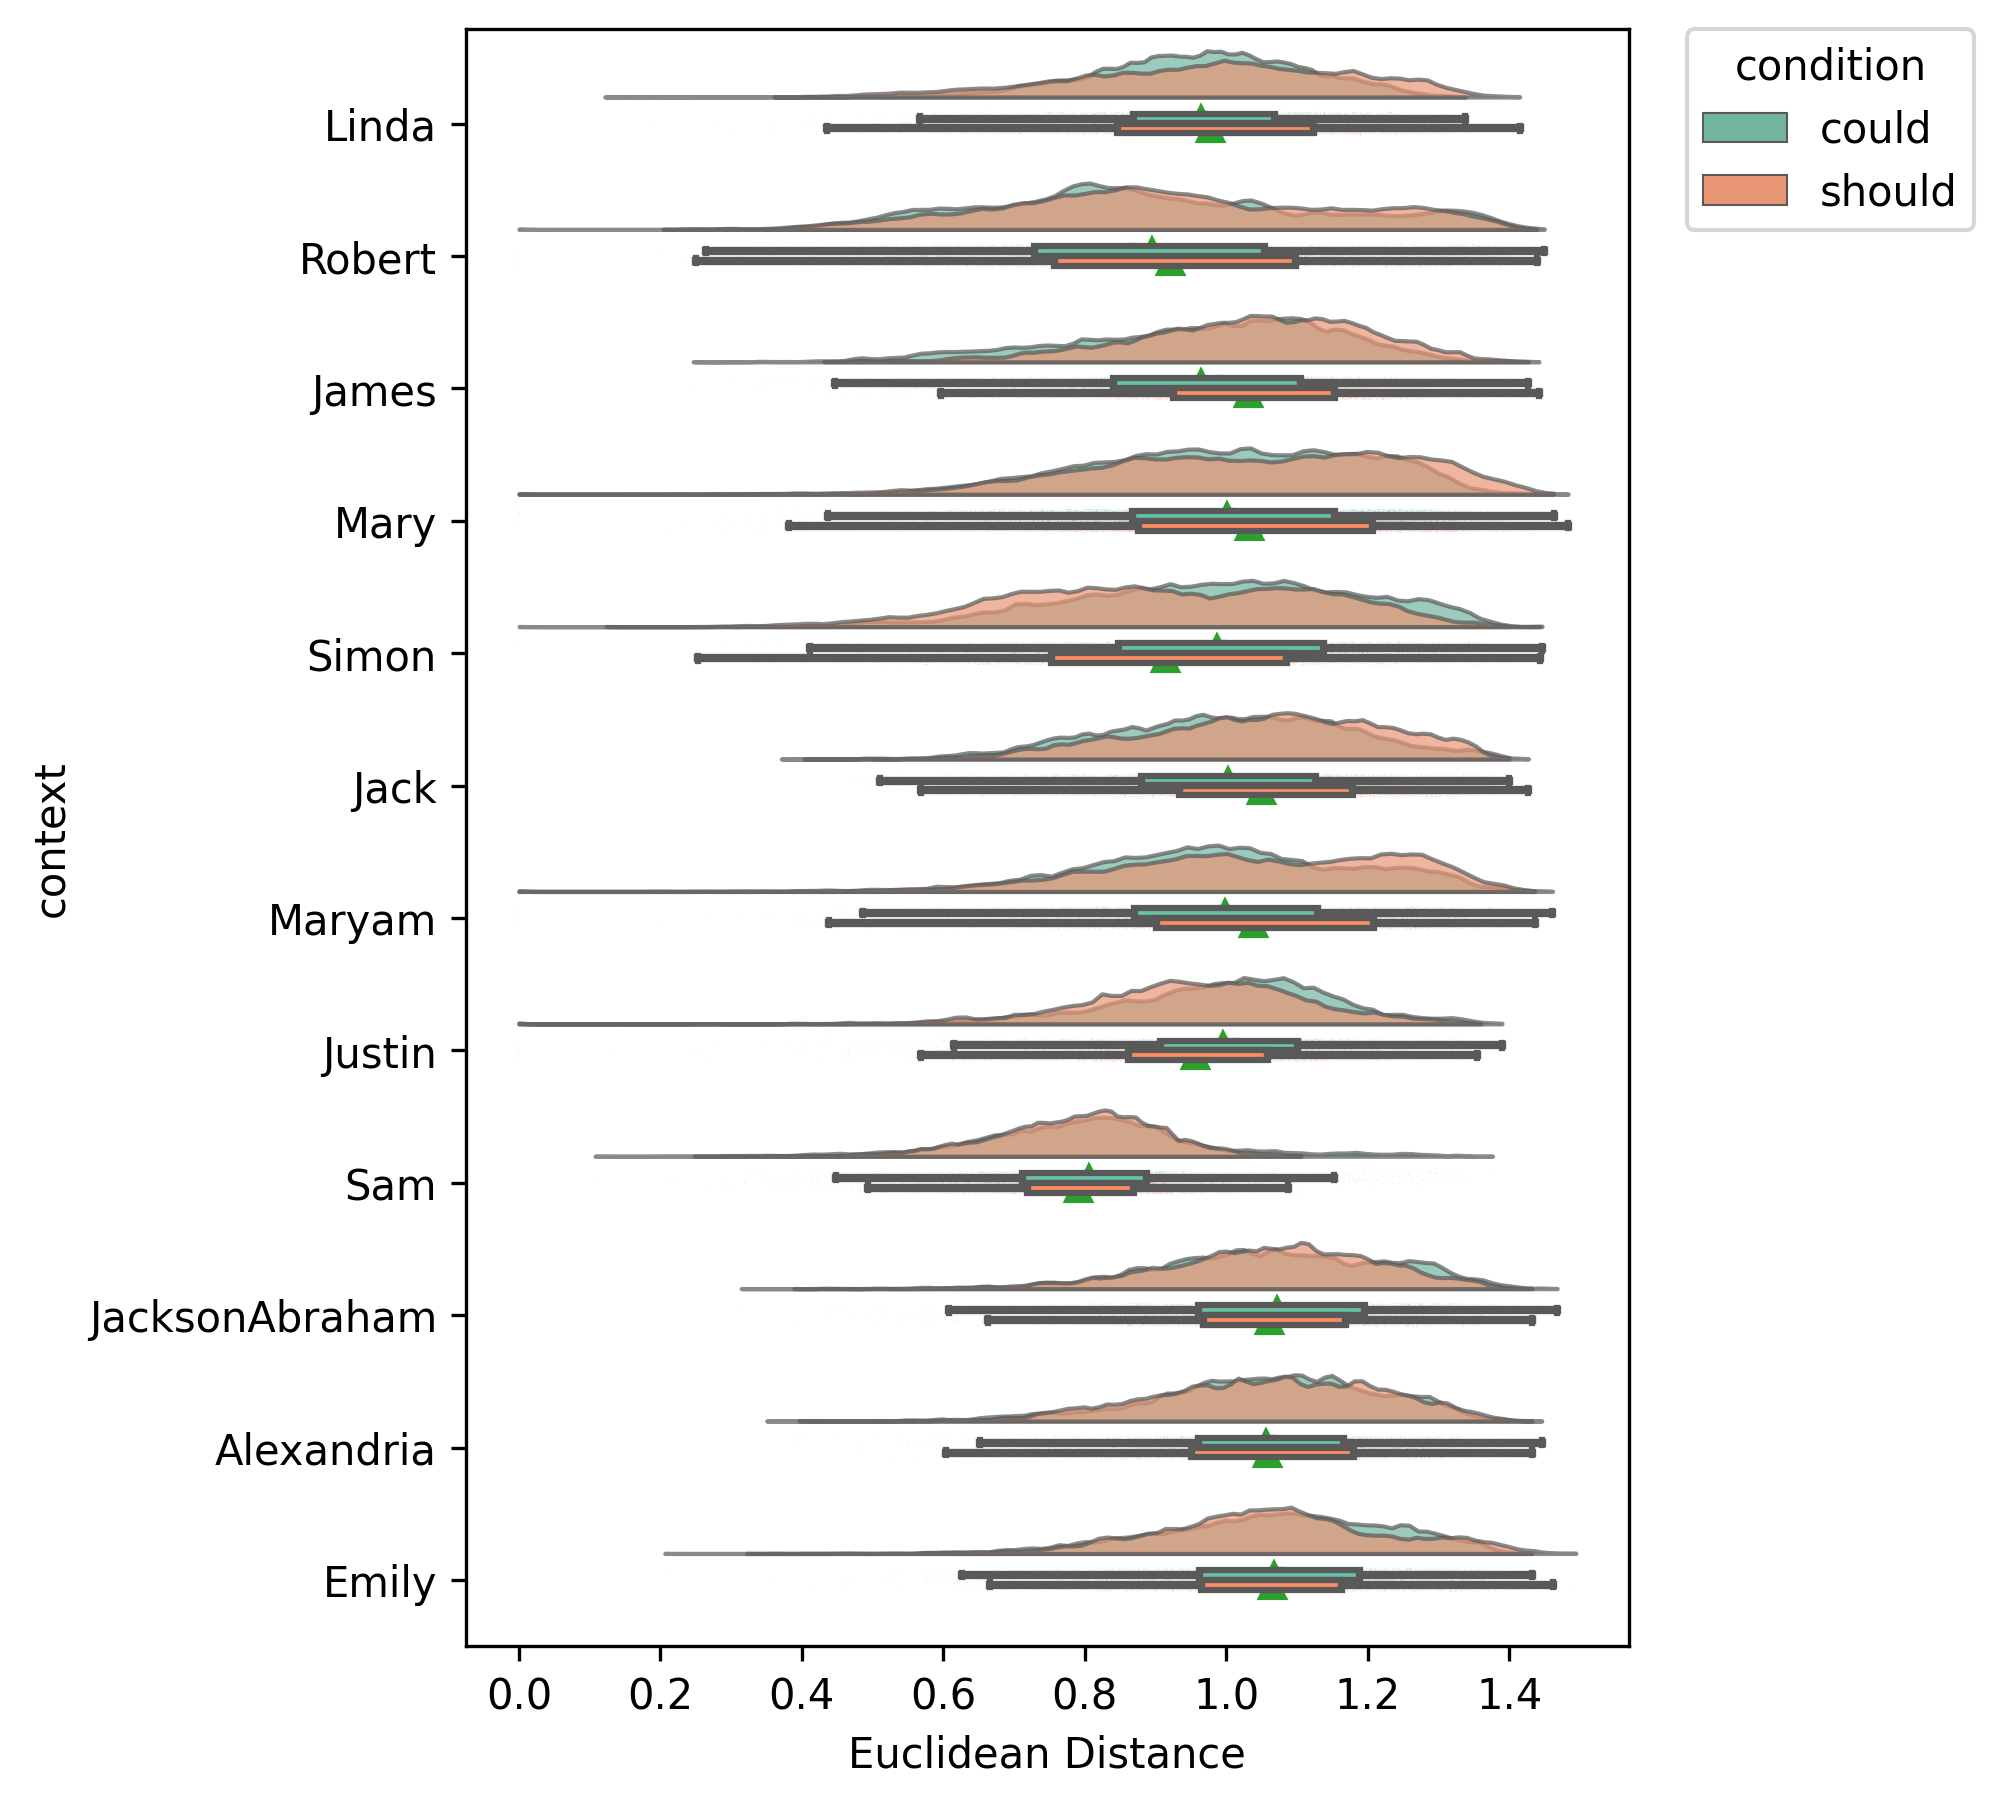 condition
could
should
Linda
Robert
James
Mary
Simon
Jack
Maryam
Justin
Sam
JacksonAbraham
Alexandria
Emily
context
0.0 0.2 0.4 0.6 0.8 1.0 1.2 1.4
Euclidean Distance